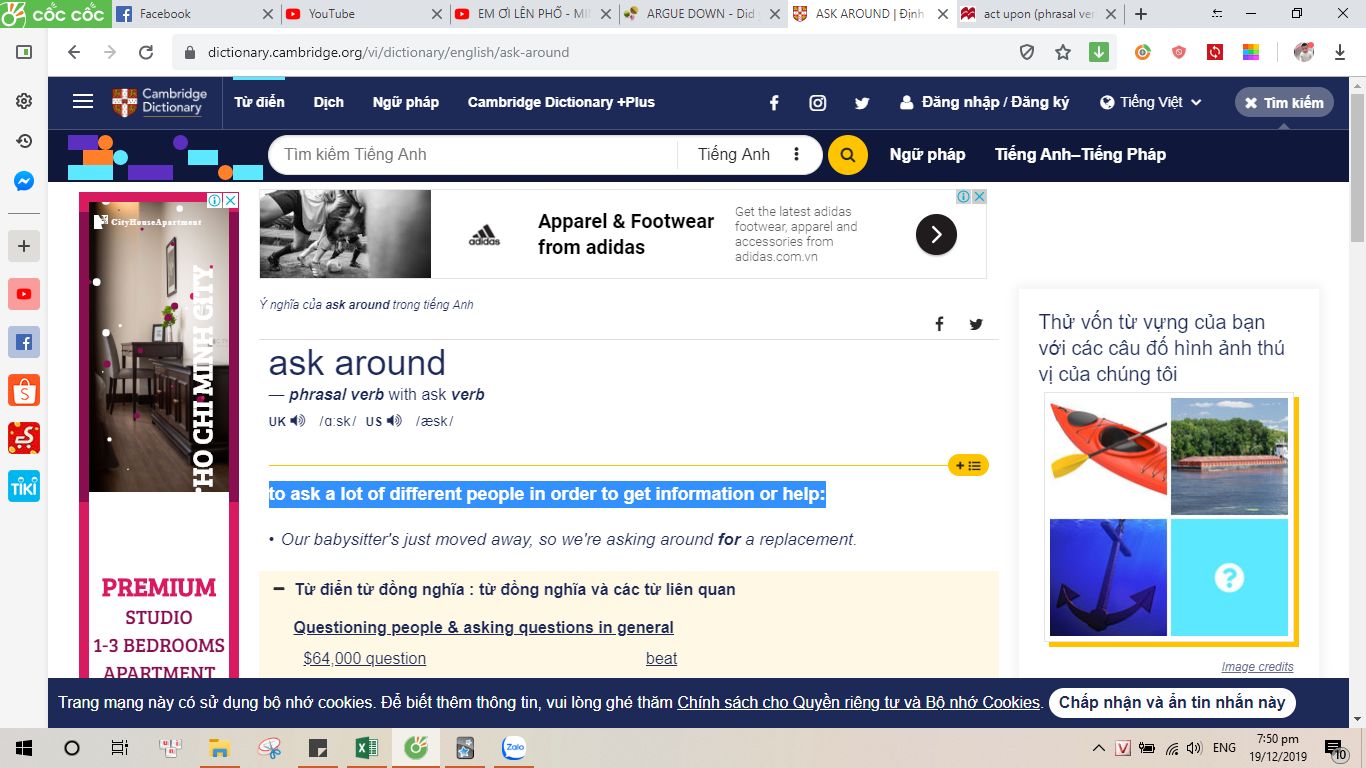 cốc cốc
Facebook
YouTube
EM ƠI LÊN PHỐ - MI
ARGUE DOWN - Did
ASK AROUND | Định
act upon (phrasal ver
dictionary.cambridge.org/vi/dictionary/english/ask-around
Cambridge
Dictionary
Từ điển
Dịch
Ngữ pháp
Cambridge Dictionary +Plus
Đăng nhập / Đăng ký
Tiếng Việt
Tìm kiếm
Tìm kiếm Tiếng Anh
Tiếng Anh
Ngữ pháp
Tiếng Anh–Tiếng Pháp
CityHouseApartment
HO CHI MINH CITY.
PREMIUM
STUDIO
1-3 BEDROOMS
APARTMENT
adidas
Apparel & Footwear
from adidas
Get the latest adidas
footwear, apparel and
accessories from
adidas.com.vn
Ý nghĩa của ask around trong tiếng Anh
ask around
— phrasal verb with ask verb
UK /ɑːsk/ US /æsk/
to ask a lot of different people in order to get information or help:
• Our babysitter's just moved away, so we're asking around for a replacement.
Từ điển từ đồng nghĩa : từ đồng nghĩa và các từ liên quan
Questioning people & asking questions in general
$64,000 question
beat
Thử vốn từ vựng của bạn
với các câu đố hình ảnh thú
vị của chúng tôi
?
Image credits
Trang mạng này có sử dụng bộ nhớ cookies. Để biết thêm thông tin, vui lòng ghé thăm Chính sách cho Quyền riêng tư và Bộ nhớ Cookies.
Chấp nhận và ẩn tin nhắn này
TIKI
Zalo
V
ENG
7:50 pm
19/12/2019
10